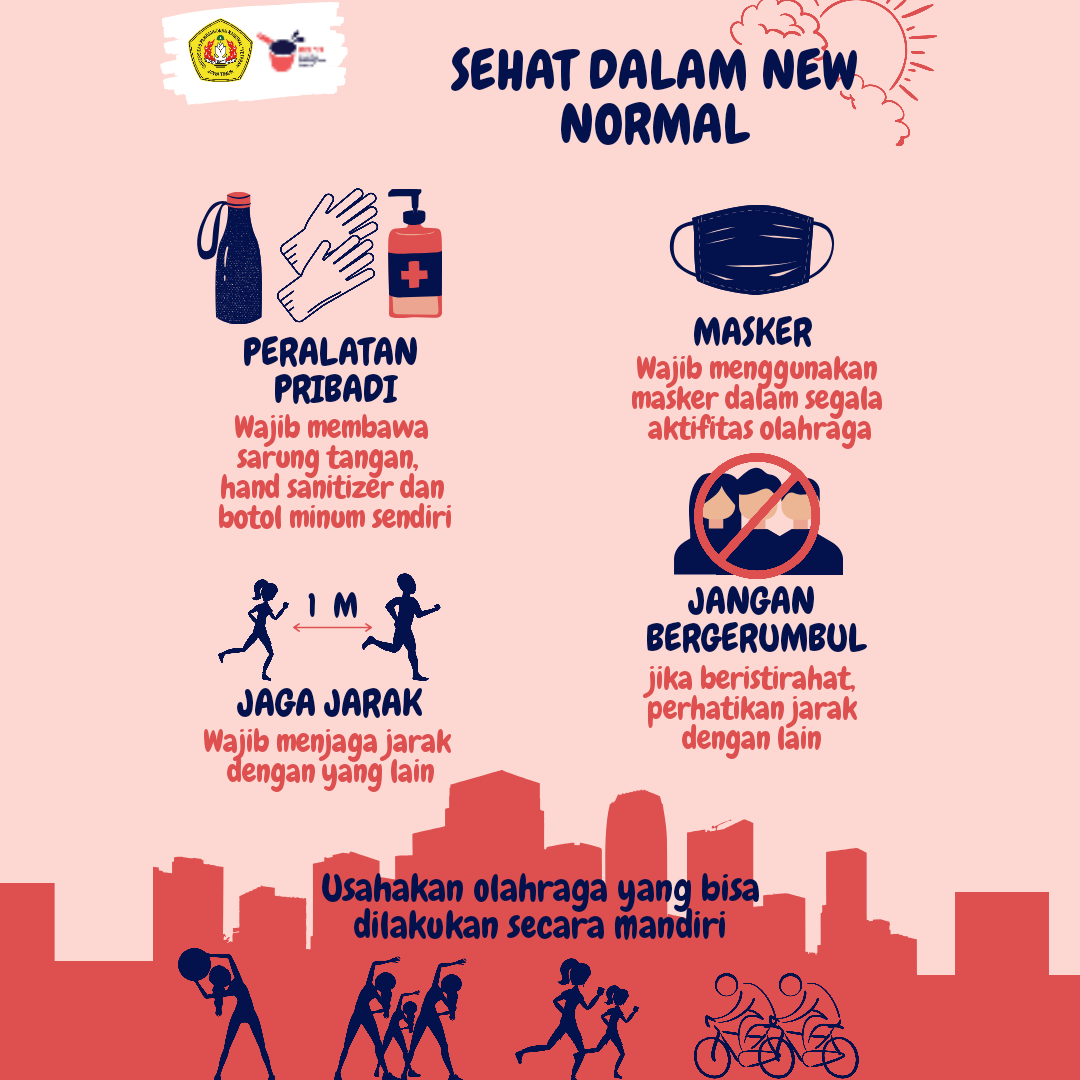 SEHAT DALAM NEW
NORMAL
PERALATAN
PRIBADI
Wajib membawa
sarung tangan,
hand sanitizer dan
botol minum sendiri
MASKER
Wajib menggunakan
masker dalam segala
aktifitas olahraga
1 M
JAGA JARAK
Wajib menjaga jarak
dengan yang lain
JANGAN
BERGERUMBUL
jika beristirahat,
perhatikan jarak
dengan lain
Usahakan olahraga yang bisa
dilakukan secara mandiri